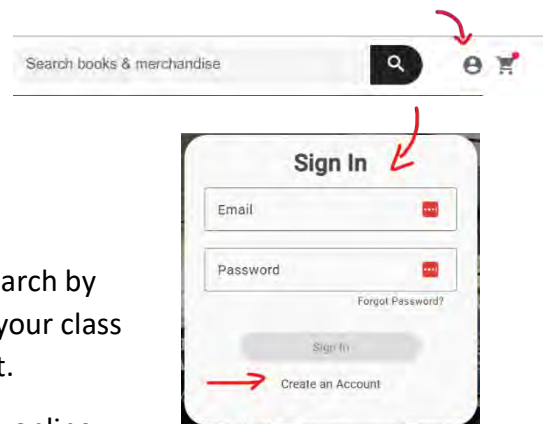 Search books & merchandise
Sign In
Email
Password
Forgot Password?
Sign In
Create an Account
arch by
your class
t.